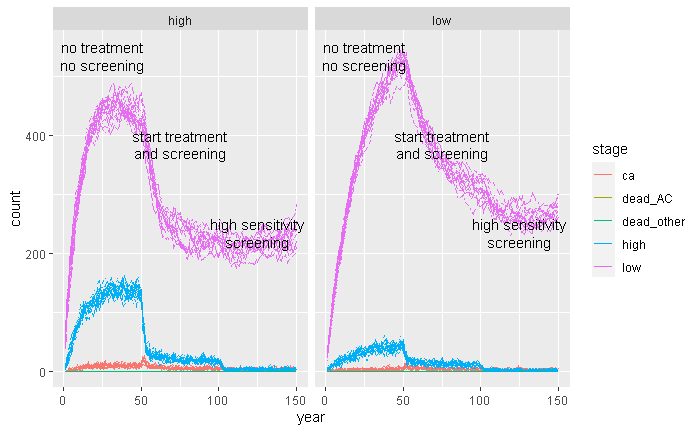 high
low
no treatment
no screening
no treatment
no screening
start treatment
and screening
start treatment
and screening
high sensitivity
screening
high sensitivity
screening
400
200
0
count
0
50
100
150
0
50
100
150
year
stage
ca
dead_AC
dead_other
high
low